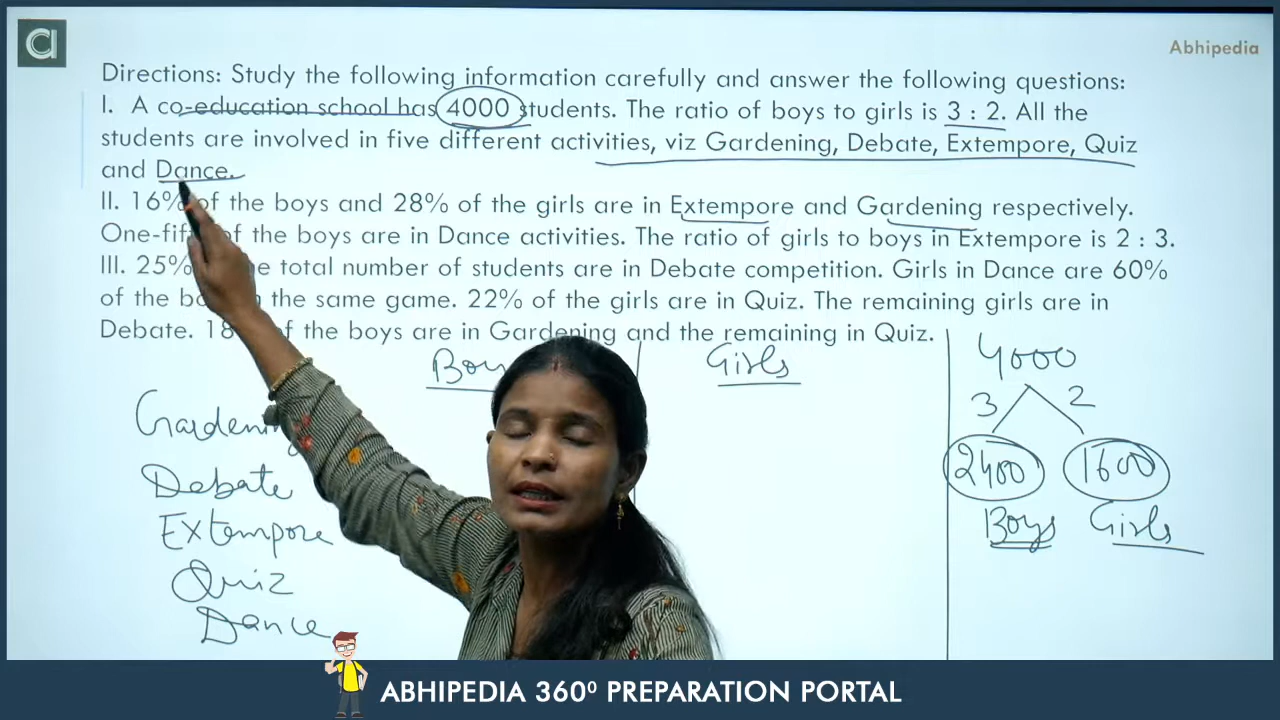 Abhipedia
Directions: Study the following information carefully and answer the following questions:
I. A co-education school has 4000 students. The ratio of boys to girls is 3 : 2. All the
students are involved in five different activities, viz Gardening, Debate, Extempore, Quiz
and Dance.
II. 16% of the boys and 28% of the girls are in Extempore and Gardening respectively.
One-fif of the boys are in Dance activities. The ratio of girls to boys in Extempore is 2 : 3.
III. 25% e total number of students are in Debate competition. Girls in Dance are 60%
of the bo the same game. 22% of the girls are in Quiz. The remaining girls are in
Debate. 18 of the boys are in Gardening and the remaining in Quiz.
Boy Girls 4000
3 2
Gardenin
Debate 2400 1600
Extempore Boys Girls
Quiz
Dance
ABHIPEDIA 360º PREPARATION PORTAL